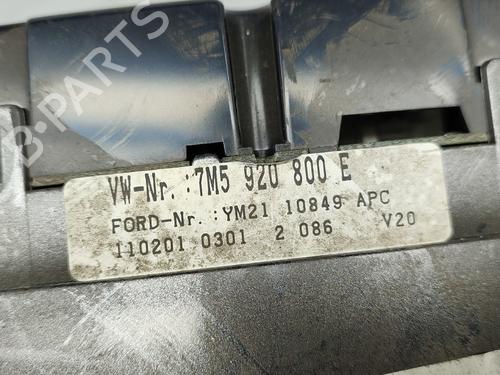 B-PARTS
VW-Nr. :7M5 920 800 E
FORD-Nr. :YM21 10849 APC
110201 0301 2 086 V20